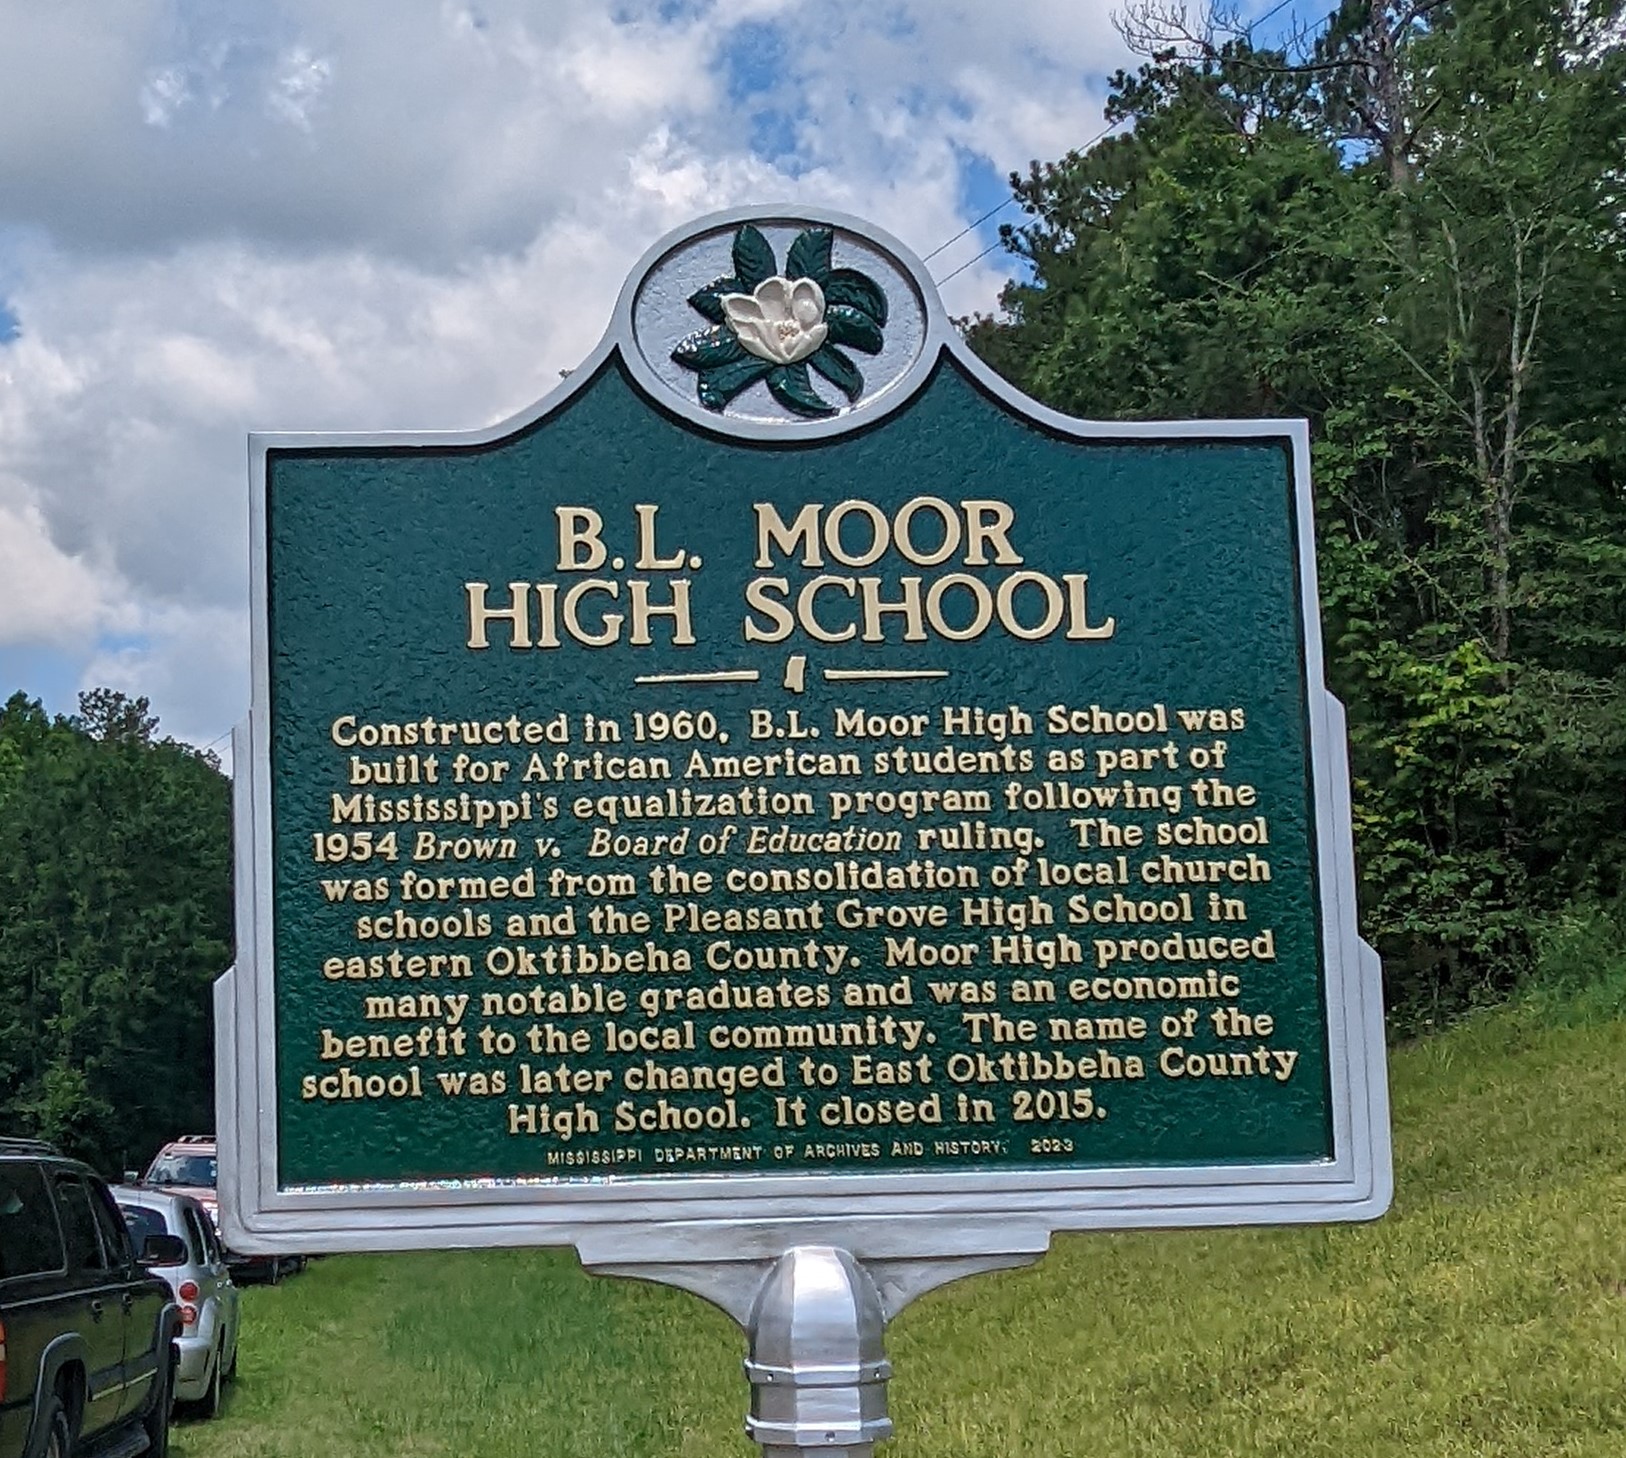 B.L. MOOR
HIGH SCHOOL
Constructed in 1960, B.L. Moor High School was
built for African American students as part of
Mississippi's equalization program following the
1954 Brown v. Board of Education ruling. The school
was formed from the consolidation of local church
schools and the Pleasant Grove High School in
eastern Oktibbeha County. Moor High produced
many notable graduates and was an economic
benefit to the local community. The name of the
school was later changed to East Oktibbeha County
High School. It closed in 2015.
MISSISSIPPI DEPARTMENT OF ARCHIVES AND HISTORY, 2023